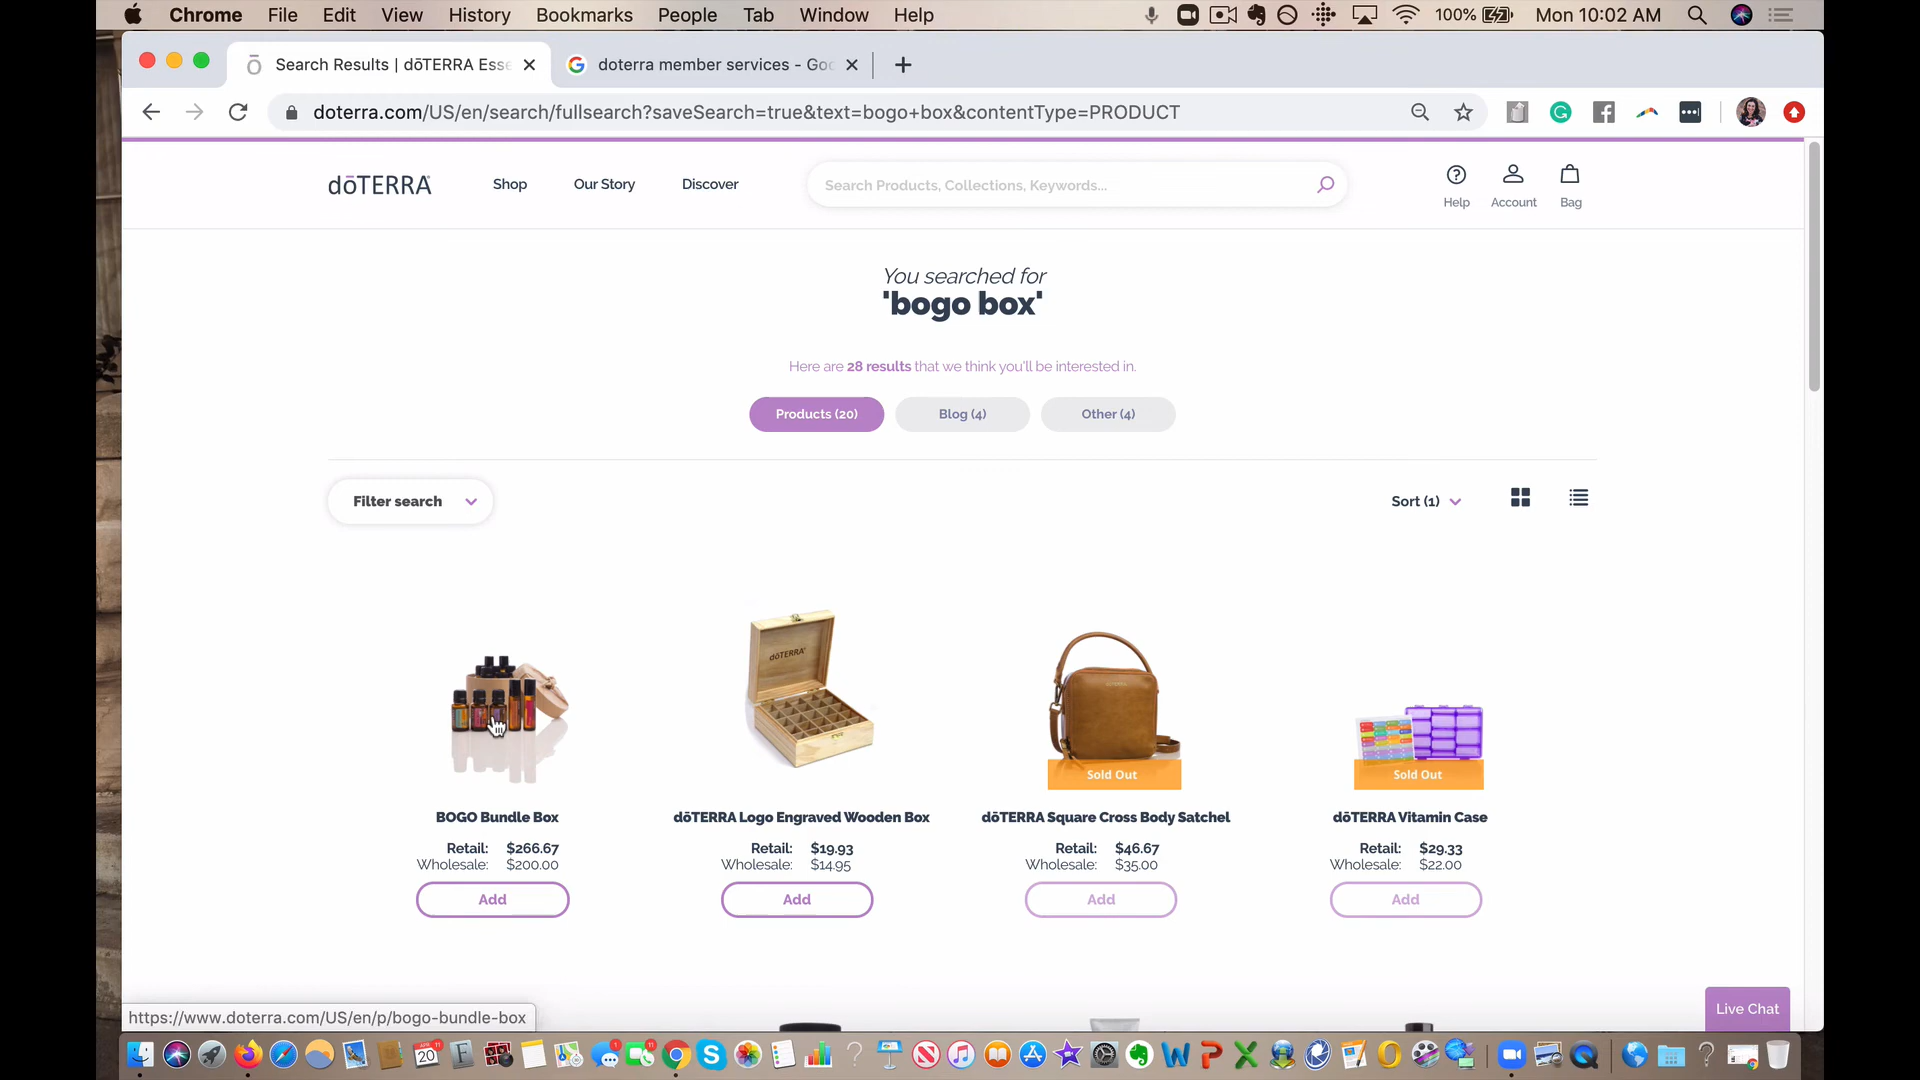 Chrome File Edit View History Bookmarks People Tab Window Help 100% Mon 10:02 AM
Search Results | dōTERRA Esse
doterra member services - Goo
doterra.com/US/en/search/fullsearch?saveSearch=true&text=bogo+box&contentType=PRODUCT
dōTERRA Shop Our Story Discover Search Products, Collections, Keywords... Help Account Bag
You searched for
'bogo box'
Here are 28 results that we think you'll be interested in.
Products (20) Blog (4) Other (4)
Filter search Sort (1)
dōTERRA
Sold Out Sold Out
BOGO Bundle Box dōTERRA Logo Engraved Wooden Box dōTERRA Square Cross Body Satchel dōTERRA Vitamin Case
Retail: $266.67 Retail: $19.93 Retail: $46.67 Retail: $29.33
Wholesale: $200.00 Wholesale: $14.95 Wholesale: $35.00 Wholesale: $22.00
Add Add Add Add
Live Chat
https://www.doterra.com/US/en/p/bogo-bundle-box
20